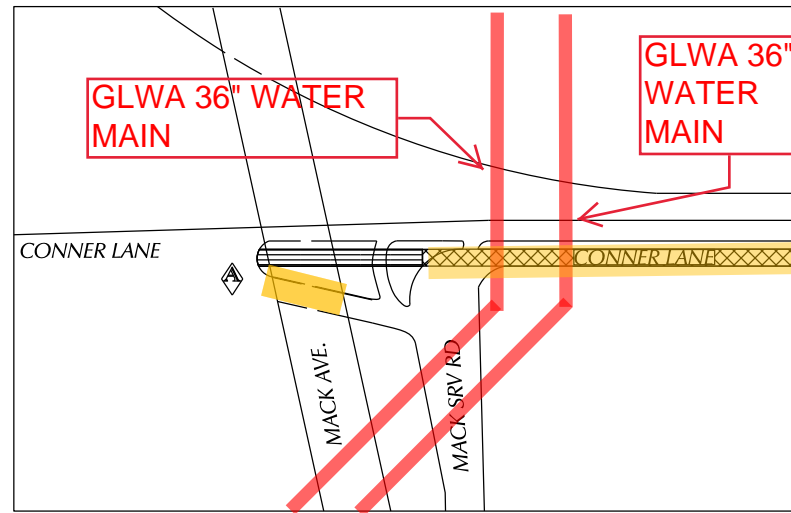 GLWA 36" WATER
MAIN
GLWA 36"
WATER
MAIN
CONNER LANE
CONNER LANE
A
MACK AVE.
MACK SRV RD